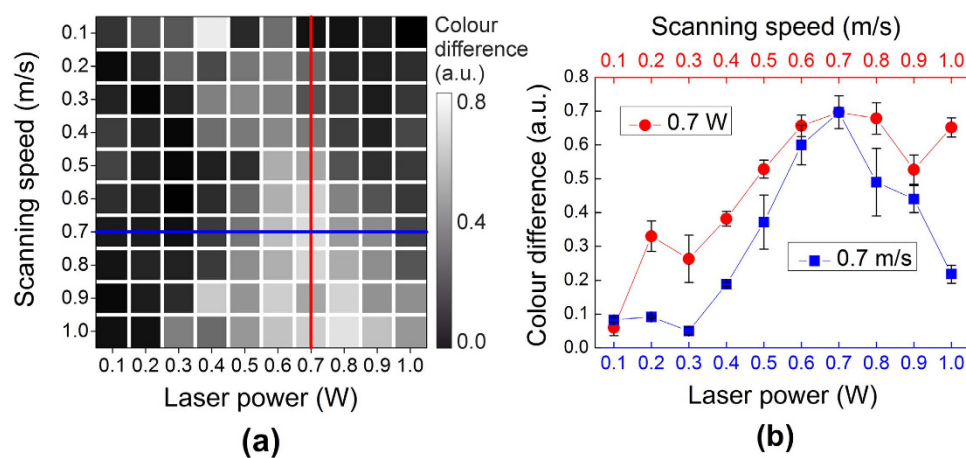 Scanning speed (m/s)
0.1
0.2
0.3
0.4
0.5
0.6
0.7
0.8
0.9
1.0
0.1 0.2 0.3 0.4 0.5 0.6 0.7 0.8 0.9 1.0
Laser power (W)
Colour
difference
(a.u.)
0.8
0.4
0.0
(a)
Scanning speed (m/s)
0.1 0.2 0.3 0.4 0.5 0.6 0.7 0.8 0.9 1.0
Colour difference (a.u.)
0.8
0.7
0.6
0.5
0.4
0.3
0.2
0.1
0.0
0.7 W
0.7 m/s
0.1 0.2 0.3 0.4 0.5 0.6 0.7 0.8 0.9 1.0
Laser power (W)
(b)